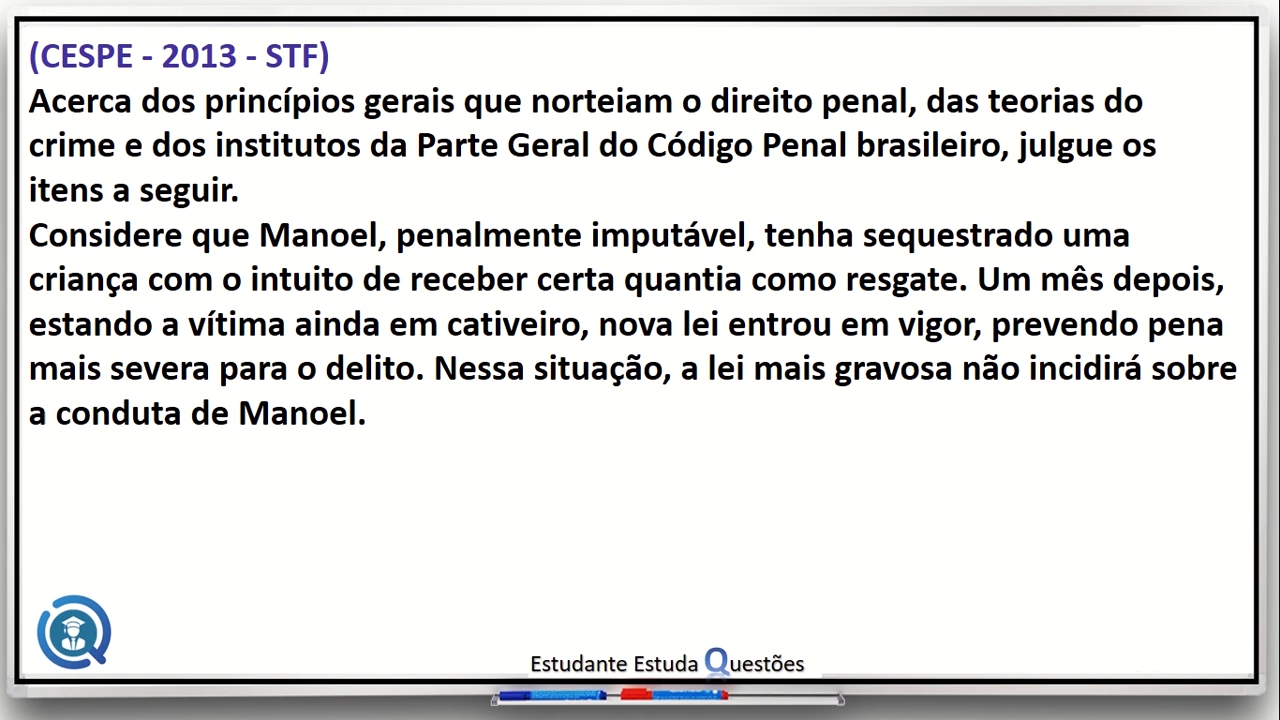 (CESPE - 2013 - STF)
Acerca dos princípios gerais que norteiam o direito penal, das teorias do
crime e dos institutos da Parte Geral do Código Penal brasileiro, julgue os
itens a seguir.
Considere que Manoel, penalmente imputável, tenha sequestrado uma
criança com o intuito de receber certa quantia como resgate. Um mês depois,
estando a vítima ainda em cativeiro, nova lei entrou em vigor, prevendo pena
mais severa para o delito. Nessa situação, a lei mais gravosa não incidirá sobre
a conduta de Manoel.
Estudante Estuda Questões